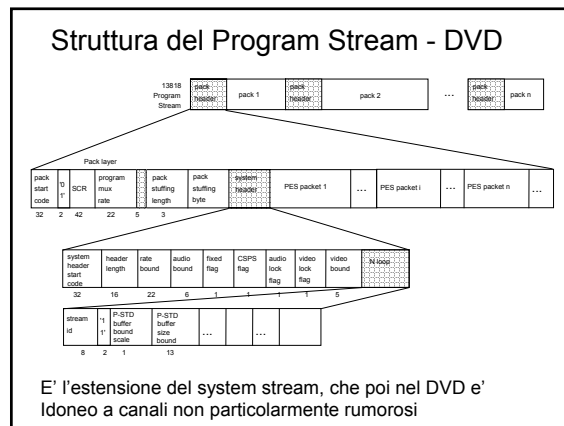 Struttura del Program Stream - DVD
13818
Program
Stream
pack
header
pack 1
pack
header
pack 2
...
pack
header
pack n
Pack layer
pack
start
code
'0
1'
SCR
program
mux
rate
pack
stuffing
length
pack
stuffing
byte
system
header
PES packet 1
...
PES packet i
...
PES packet n
...
32 2 42 22 5 3
system
header
start
code
header
length
rate
bound
audio
bound
fixed
flag
CSPS
flag
audio
lock
flag
video
lock
flag
video
bound
N loop
32 16 22 6 1 1 1 1 5
stream
id
'1
1'
P-STD
buffer
bound
scale
P-STD
buffer
size
bound
...
...
8 2 1 13
E' l'estensione del system stream, che poi nel DVD e'
Idoneo a canali non particolarmente rumorosi